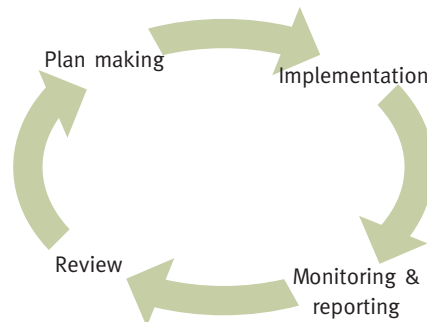 Plan making
Implementation
Monitoring &
reporting
Review